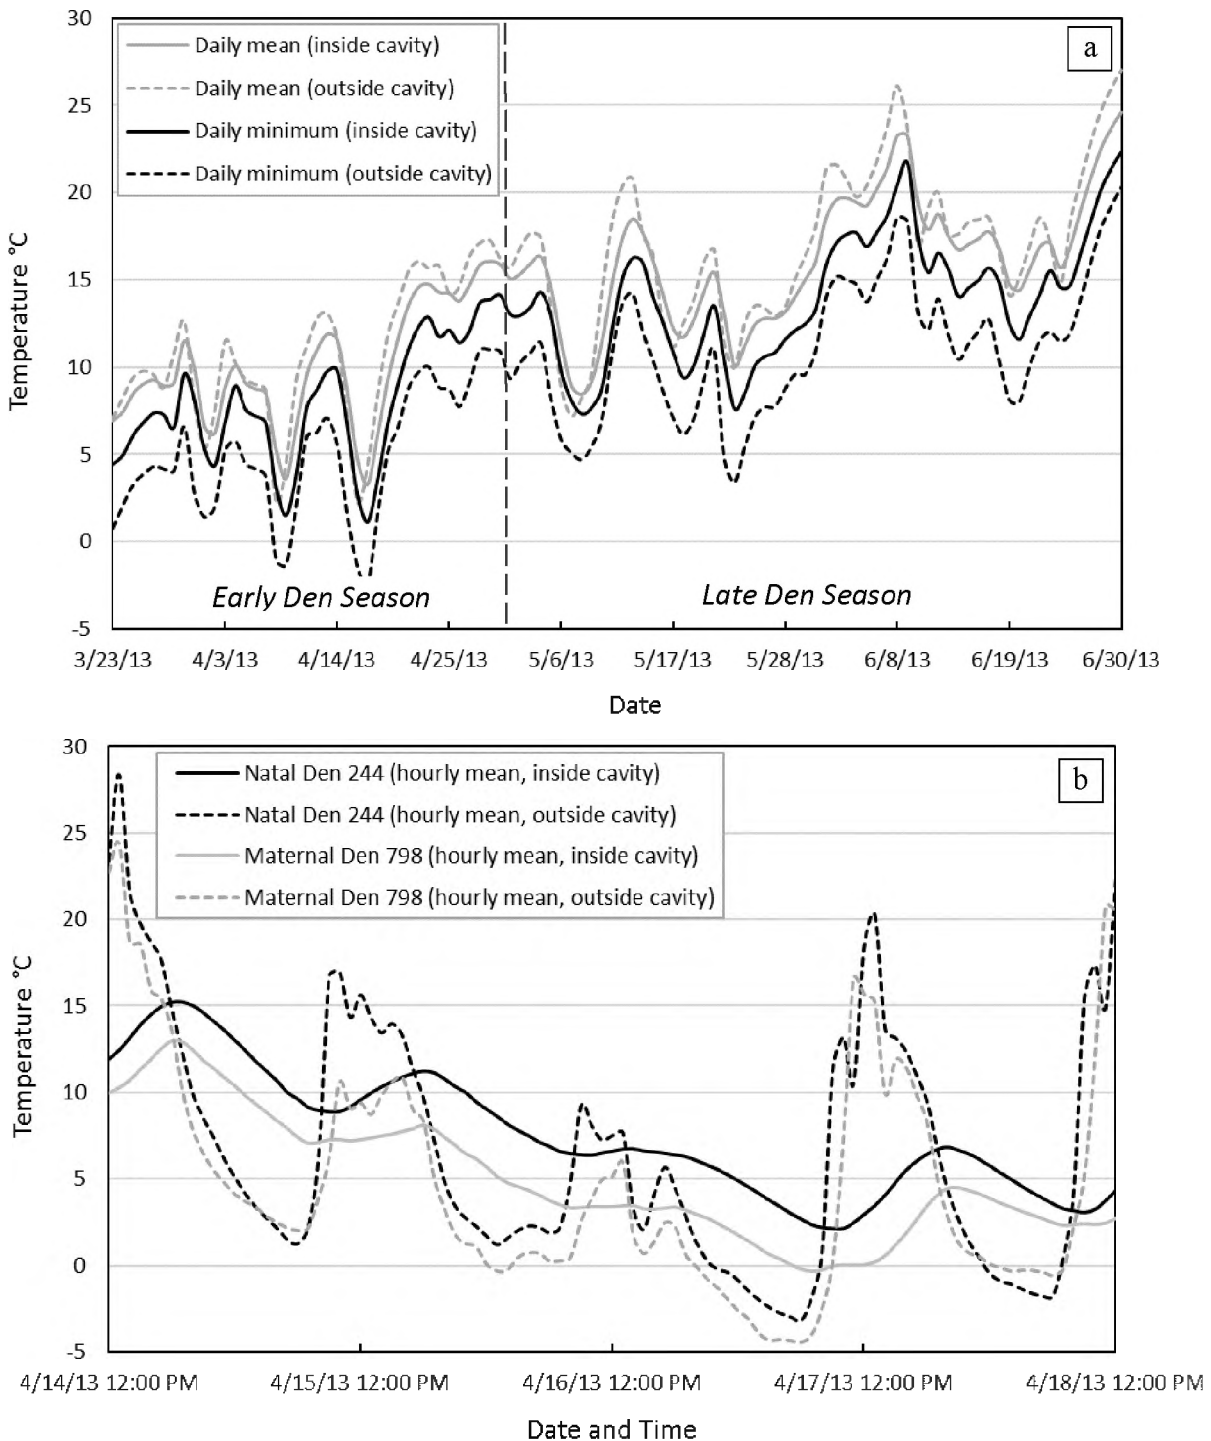 30
25
20
15
10
5
0
-5
Temperature °C
Daily mean (inside cavity)
Daily mean (outside cavity)
Daily minimum (inside cavity)
Daily minimum (outside cavity)
a
Early Den Season
Late Den Season
3/23/13 4/3/13 4/14/13 4/25/13 5/6/13 5/17/13 5/28/13 6/8/13 6/19/13 6/30/13
Date
30
25
20
15
10
5
0
-5
Temperature °C
Natal Den 244 (hourly mean, inside cavity)
Natal Den 244 (hourly mean, outside cavity)
Maternal Den 798 (hourly mean, inside cavity)
Maternal Den 798 (hourly mean, outside cavity)
b
4/14/13 12:00 PM 4/15/13 12:00 PM 4/16/13 12:00 PM 4/17/13 12:00 PM 4/18/13 12:00 PM
Date and Time